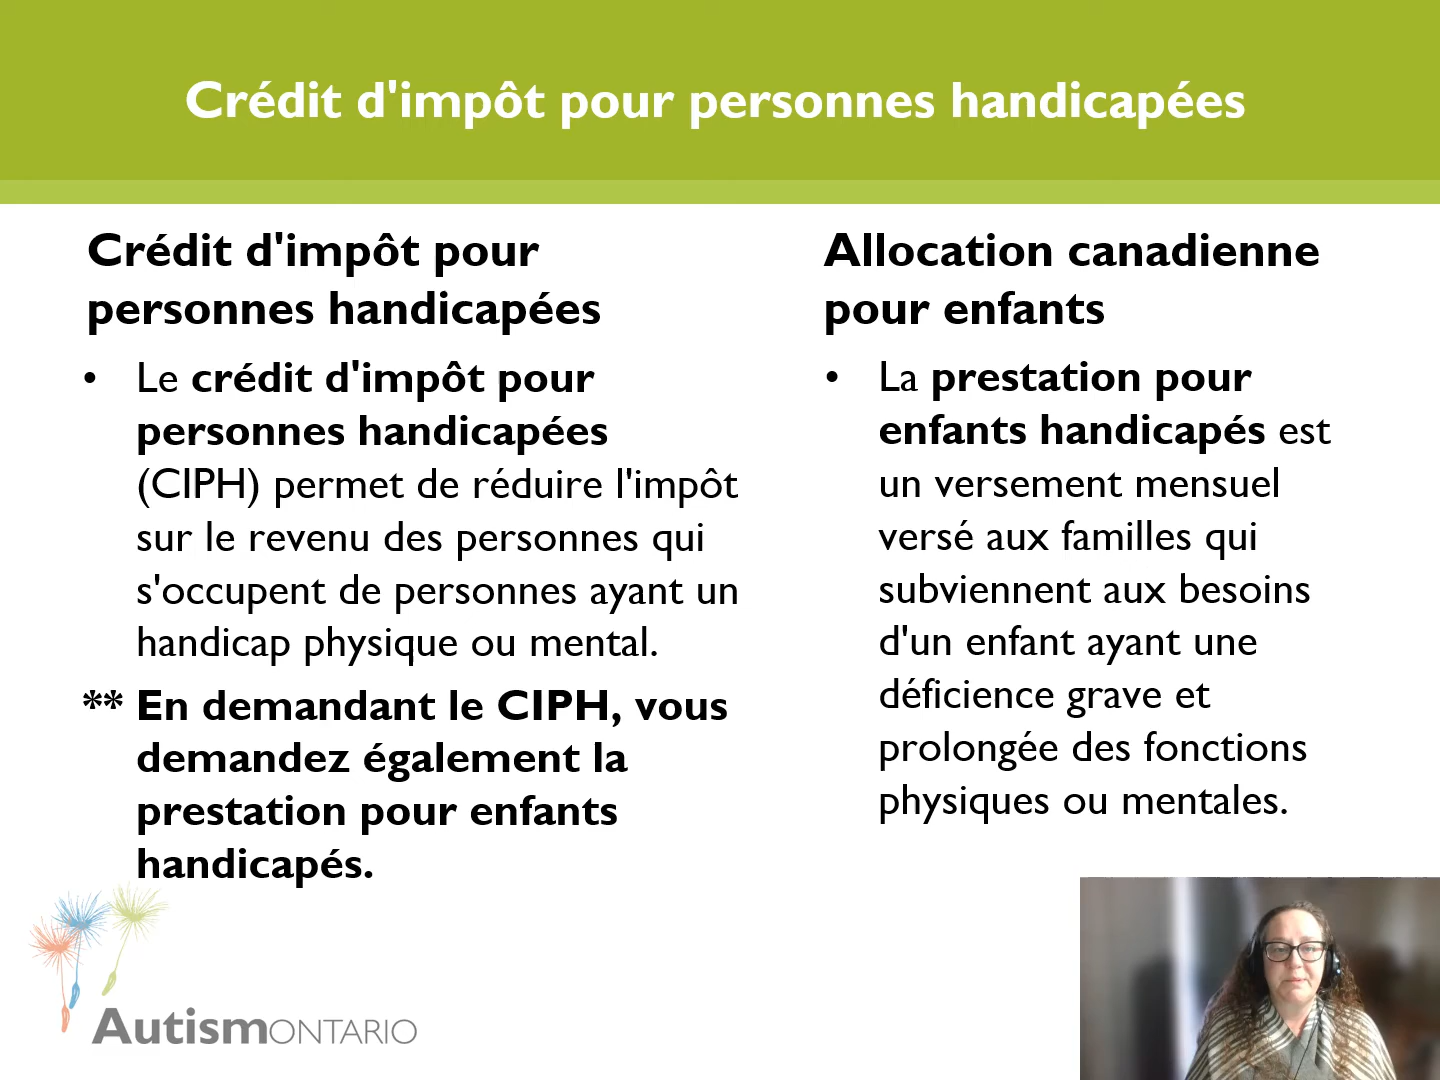 Crédit d'impôt pour personnes handicapées
Crédit d'impôt pour
personnes handicapées
• Le crédit d'impôt pour
personnes handicapées
(CIPH) permet de réduire l'impôt
sur le revenu des personnes qui
s'occupent de personnes ayant un
handicap physique ou mental.
** En demandant le CIPH, vous
demandez également la
prestation pour enfants
handicapés.
Allocation canadienne
pour enfants
• La prestation pour
enfants handicapés est
un versement mensuel
versé aux familles qui
subviennent aux besoins
d'un enfant ayant une
déficience grave et
prolongée des fonctions
physiques ou mentales.
AutismONTARIO